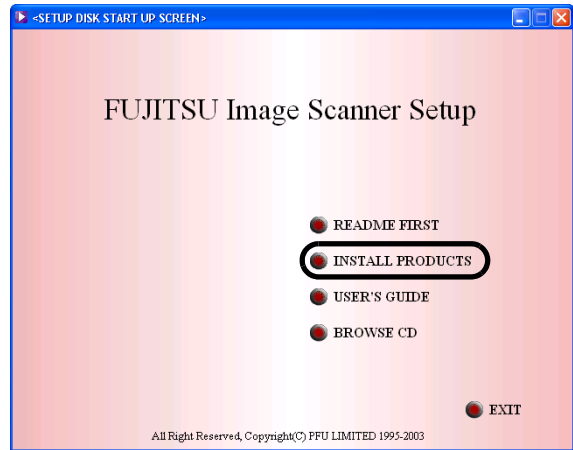 <SETUP DISK START UP SCREEN>
FUJITSU Image Scanner Setup
README FIRST
INSTALL PRODUCTS
USER'S GUIDE
BROWSE CD
EXIT
All Right Reserved, Copyright(C) PFU LIMITED 1995-2003